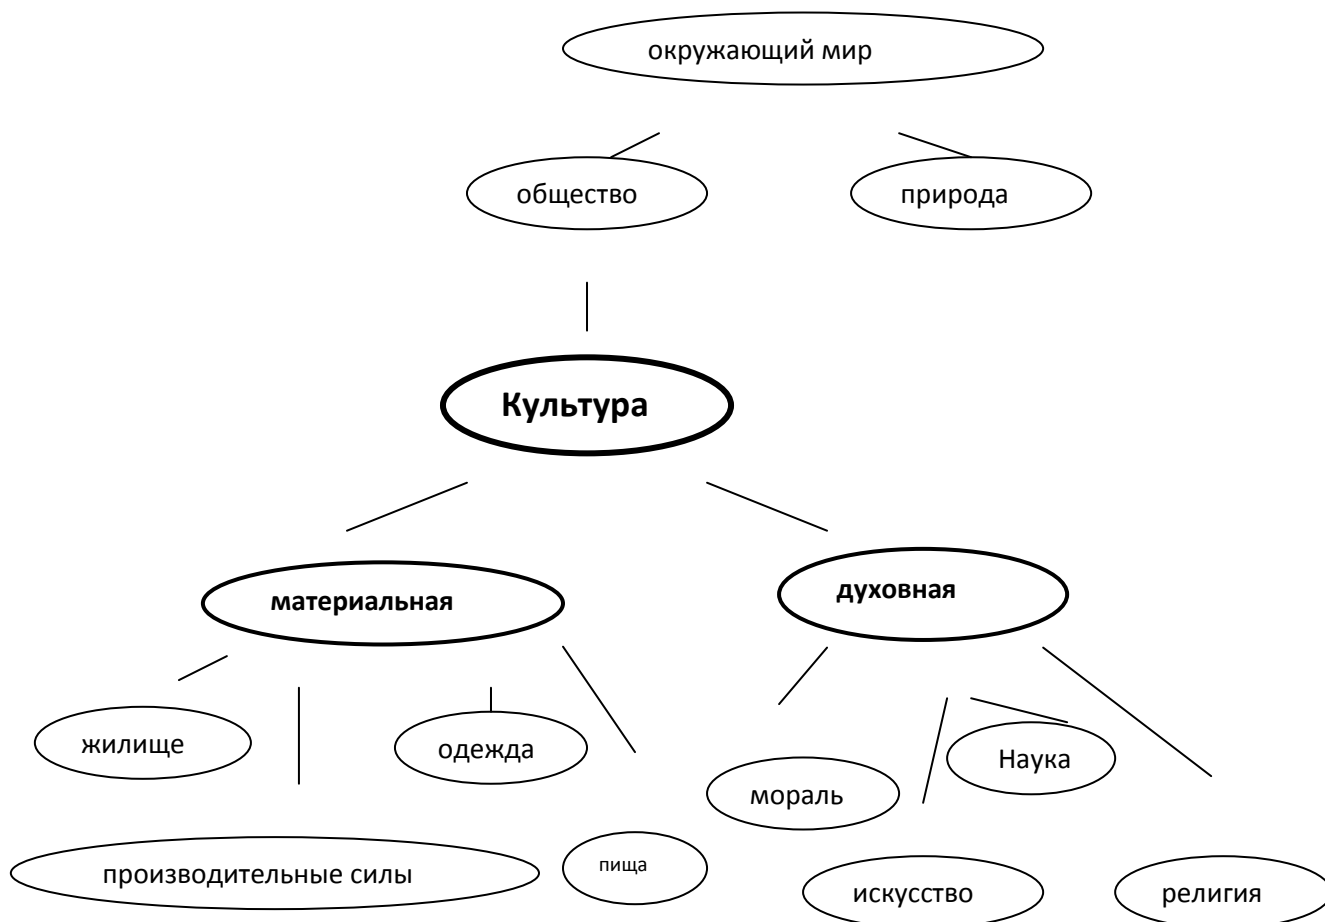 окружающий мир
общество
природа
Культура
материальная
духовная
жилище
одежда
Наука
мораль
производительные силы
пища
искусство
религия